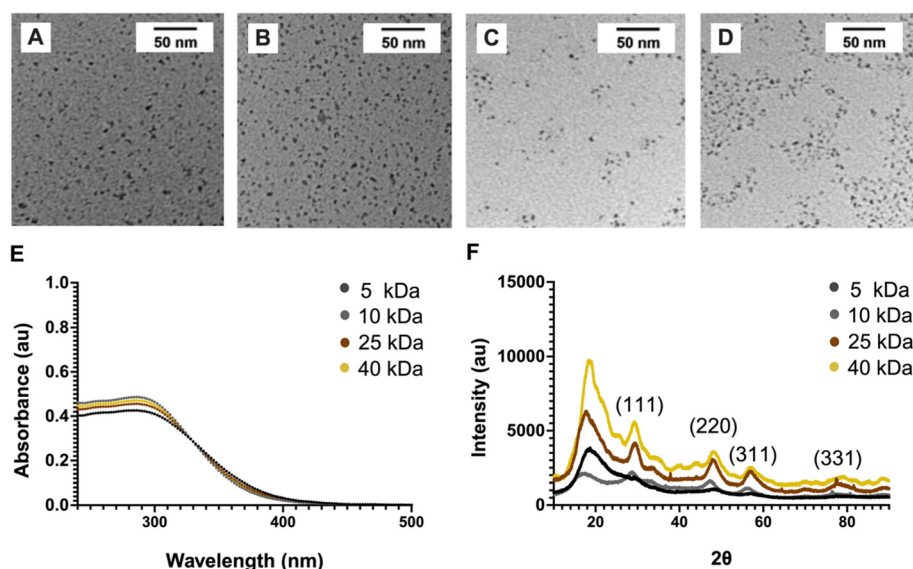 A
50 nm
B
50 nm
C
50 nm
D
50 nm
E
1.0
0.8
0.6
0.4
0.2
0.0
300
400
500
Absorbance (au)
Wavelength (nm)
5 kDa
10 kDa
25 kDa
40 kDa
F
15000
10000
5000
0
20
40
60
80
Intensity (au)
2θ
5 kDa
10 kDa
25 kDa
40 kDa
(111)
(220)
(311)
(331)